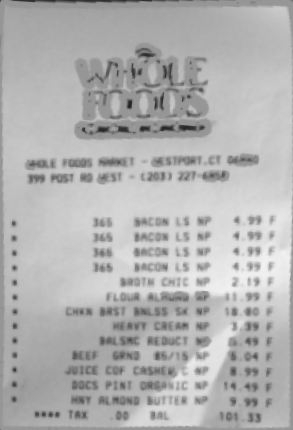 WHOLE
FOODS
WHOLE FOODS MARKET - WESTPORT,CT 06880
399 POST RD WEST - (203) 227-6858
365 BACON LS NP 4.99 F
365 BACON LS NP 4.99 F
365 BACON LS NP 4.99 F
365 BACON LS NP 4.99 F
BROTH CHIC NP 2.19 F
FLOUR ALMOND NP 11.99 F
CHKN BRST BNLSS SK NP 18.80 F
HEAVY CREAM NP 3.39 F
BALSMC REDUCT NP 6.49 F
BEEF GRND 85/15 NP 5.04 F
JUICE COF CASHEW C NP 8.99 F
DOCS PINT ORGANIC NP 14.49 F
HNY ALMOND BUTTER NP 9.99 F
**** TAX .00 BAL 101.33